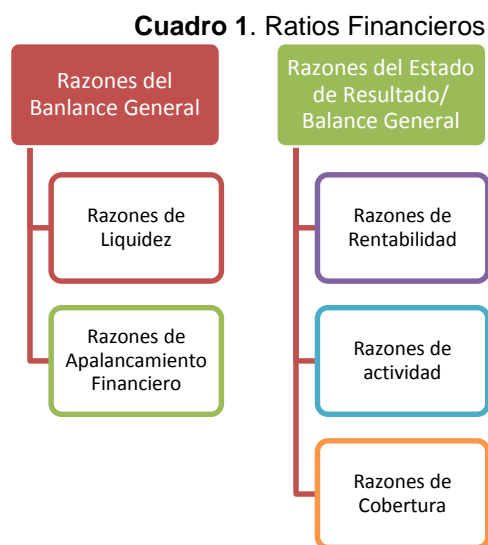 Cuadro 1. Ratios Financieros
Razones del
Banlance General
Razones de
Liquidez
Razones de
Apalancamiento
Financiero
Razones del Estado
de Resultado/
Balance General
Razones de
Rentabilidad
Razones de
actividad
Razones de
Cobertura